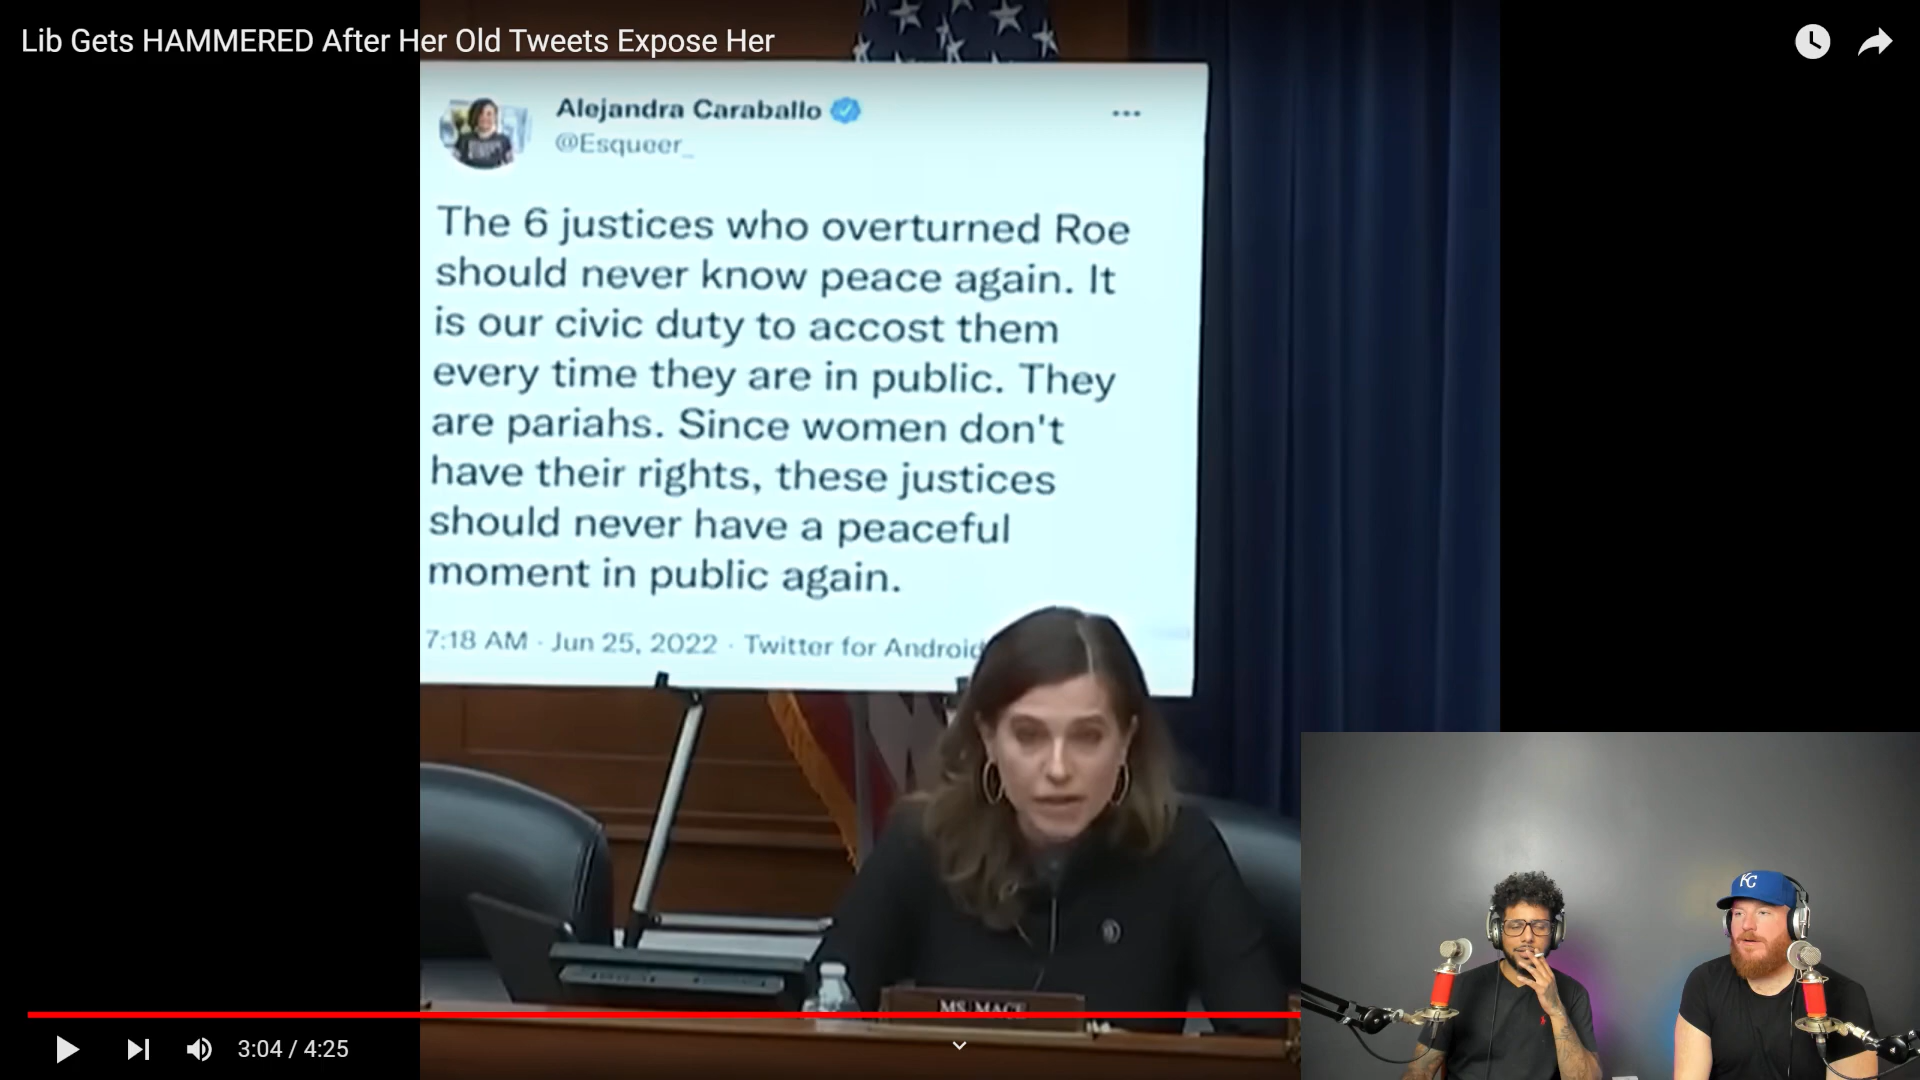 Lib Gets HAMMERED After Her Old Tweets Expose Her
Alejandra Caraballo
@Esqueer_
The 6 justices who overturned Roe
should never know peace again. It
is our civic duty to accost them
every time they are in public. They
are pariahs. Since women don't
have their rights, these justices
should never have a peaceful
moment in public again.
7:18 AM · Jun 25, 2022 · Twitter for Android
MS. MACE
KC
3:04 / 4:25